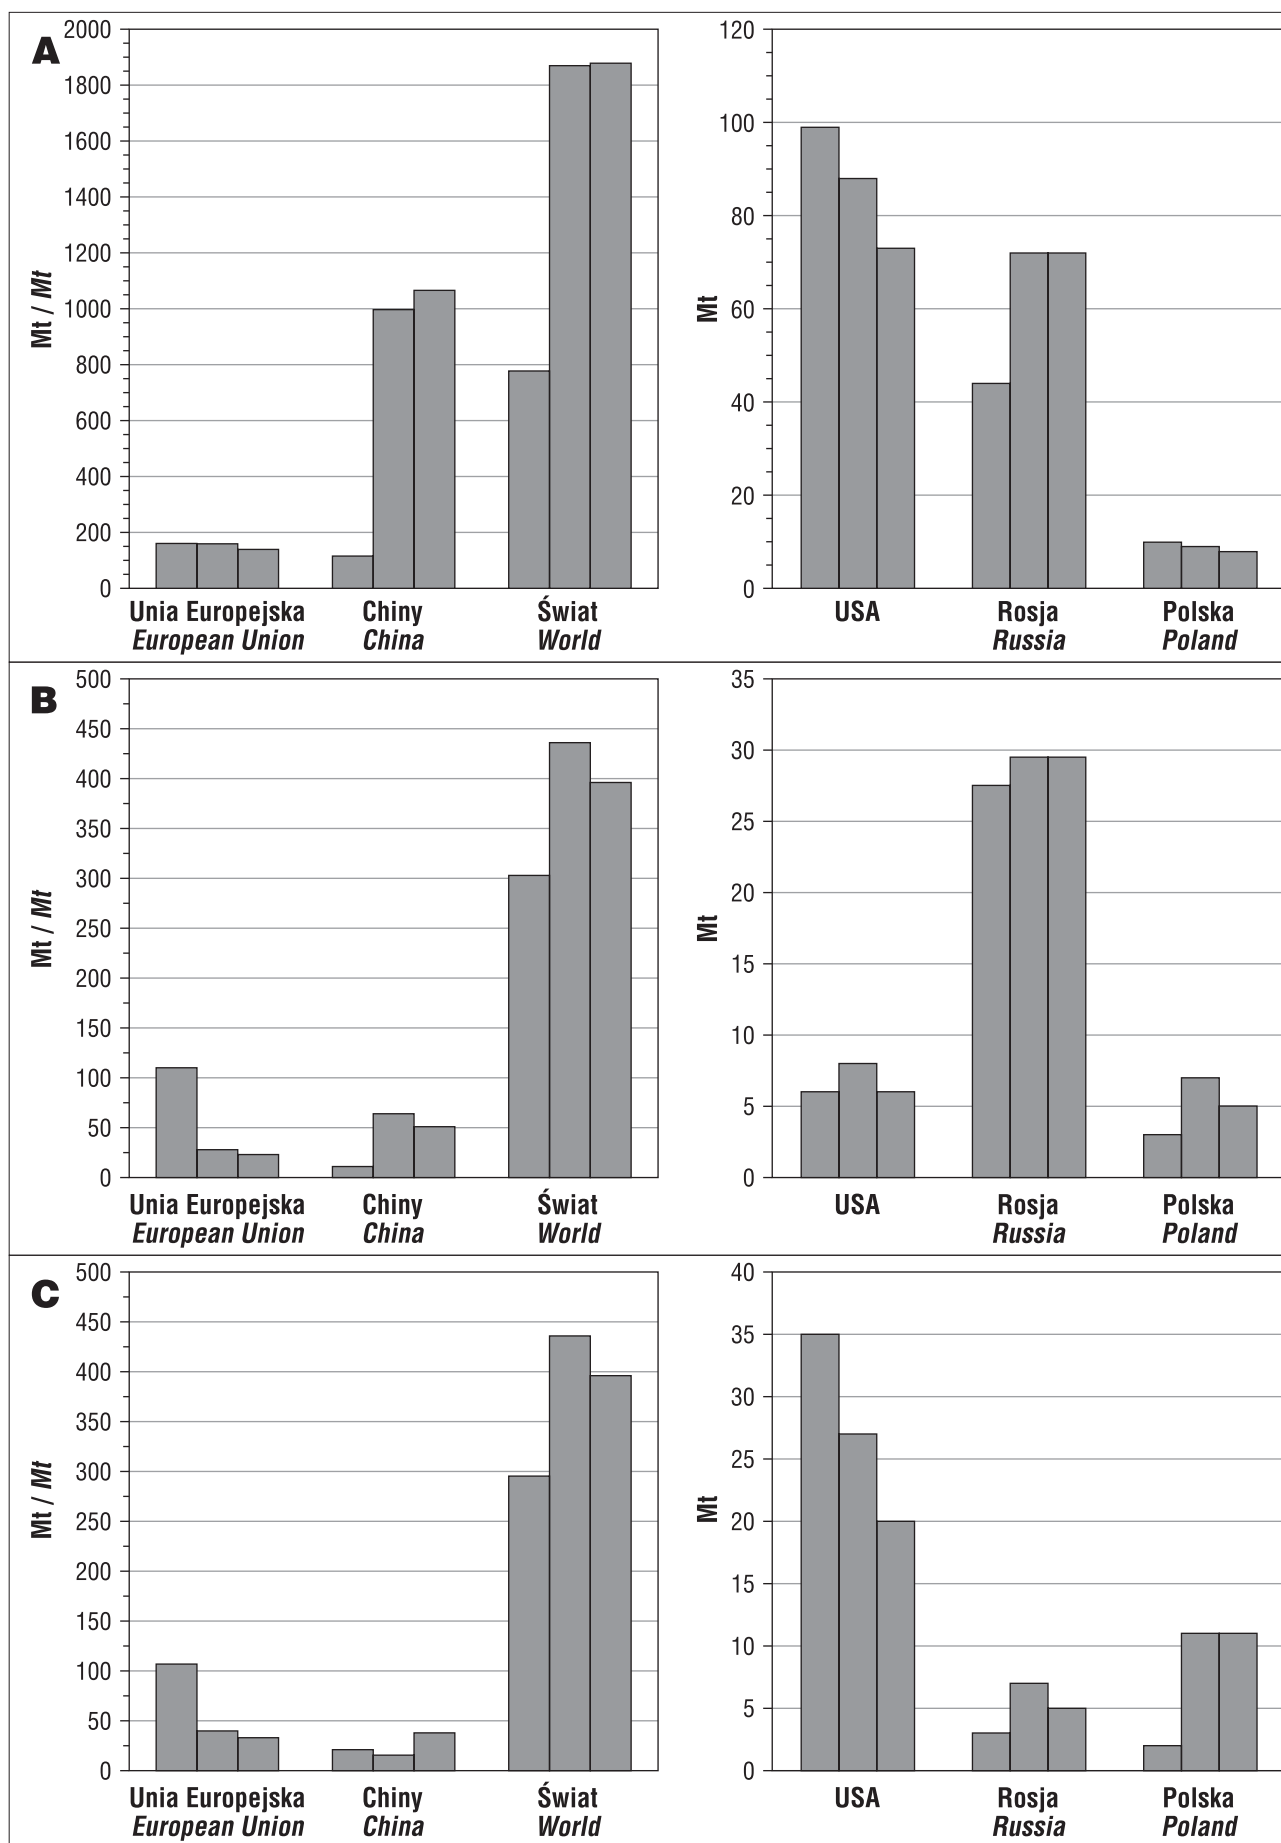 A
2000
1800
1600
1400
1200
1000
800
600
400
200
0
Mt / Mt
Unia Europejska Chiny Świat
European Union China World
120
100
80
60
40
20
0
Mt
USA Rosja Polska
Russia Poland
B
500
450
400
350
300
250
200
150
100
50
0
Mt / Mt
Unia Europejska Chiny Świat
European Union China World
35
30
25
20
15
10
5
0
Mt
USA Rosja Polska
Russia Poland
C
500
450
400
350
300
250
200
150
100
50
0
Mt / Mt
Unia Europejska Chiny Świat
European Union China World
40
35
30
25
20
15
10
5
0
Mt
USA Rosja Polska
Russia Poland